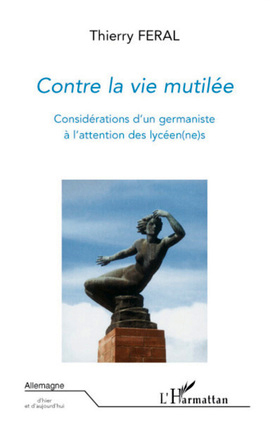 Thierry FERAL
Contre la vie mutilée
Considérations d'un germaniste
à l'attention des lycéen(ne)s
Allemagne
d'hier
et d'aujourd'hui
L'Harmattan